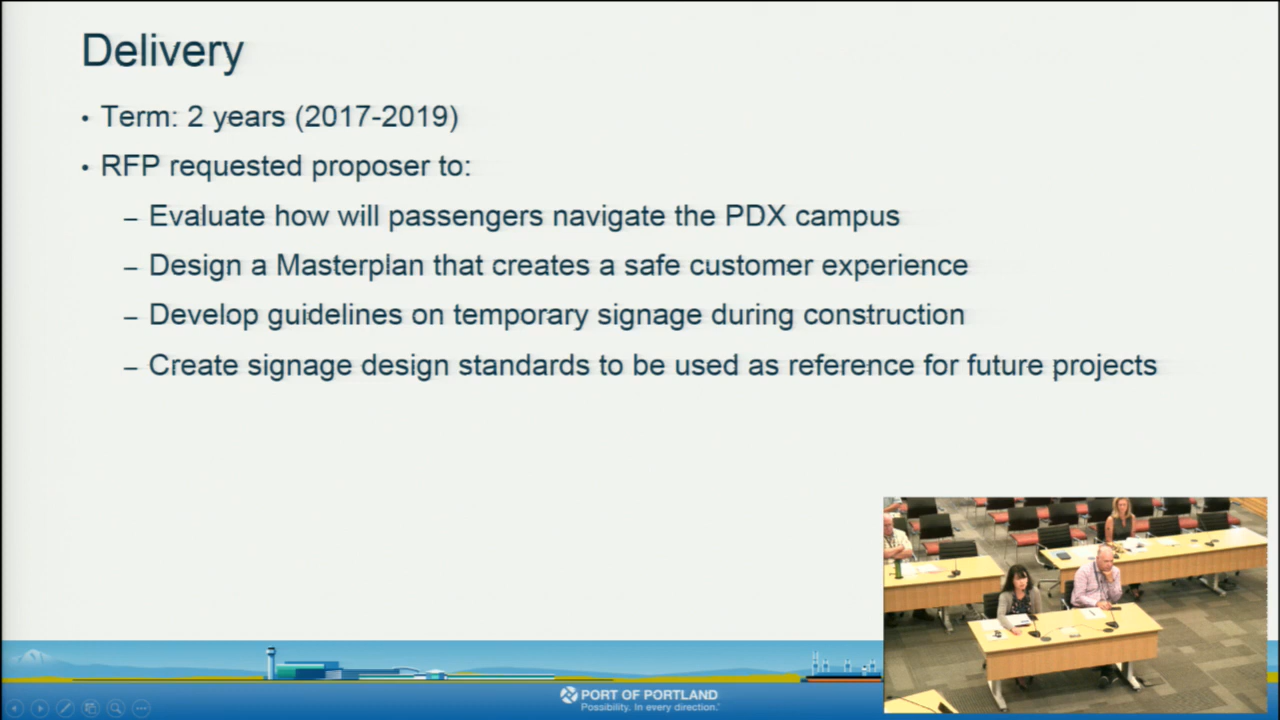 Delivery
• Term: 2 years (2017-2019)
• RFP requested proposer to:
– Evaluate how will passengers navigate the PDX campus
– Design a Masterplan that creates a safe customer experience
– Develop guidelines on temporary signage during construction
– Create signage design standards to be used as reference for future projects
PORT OF PORTLAND
Possibility. In every direction.